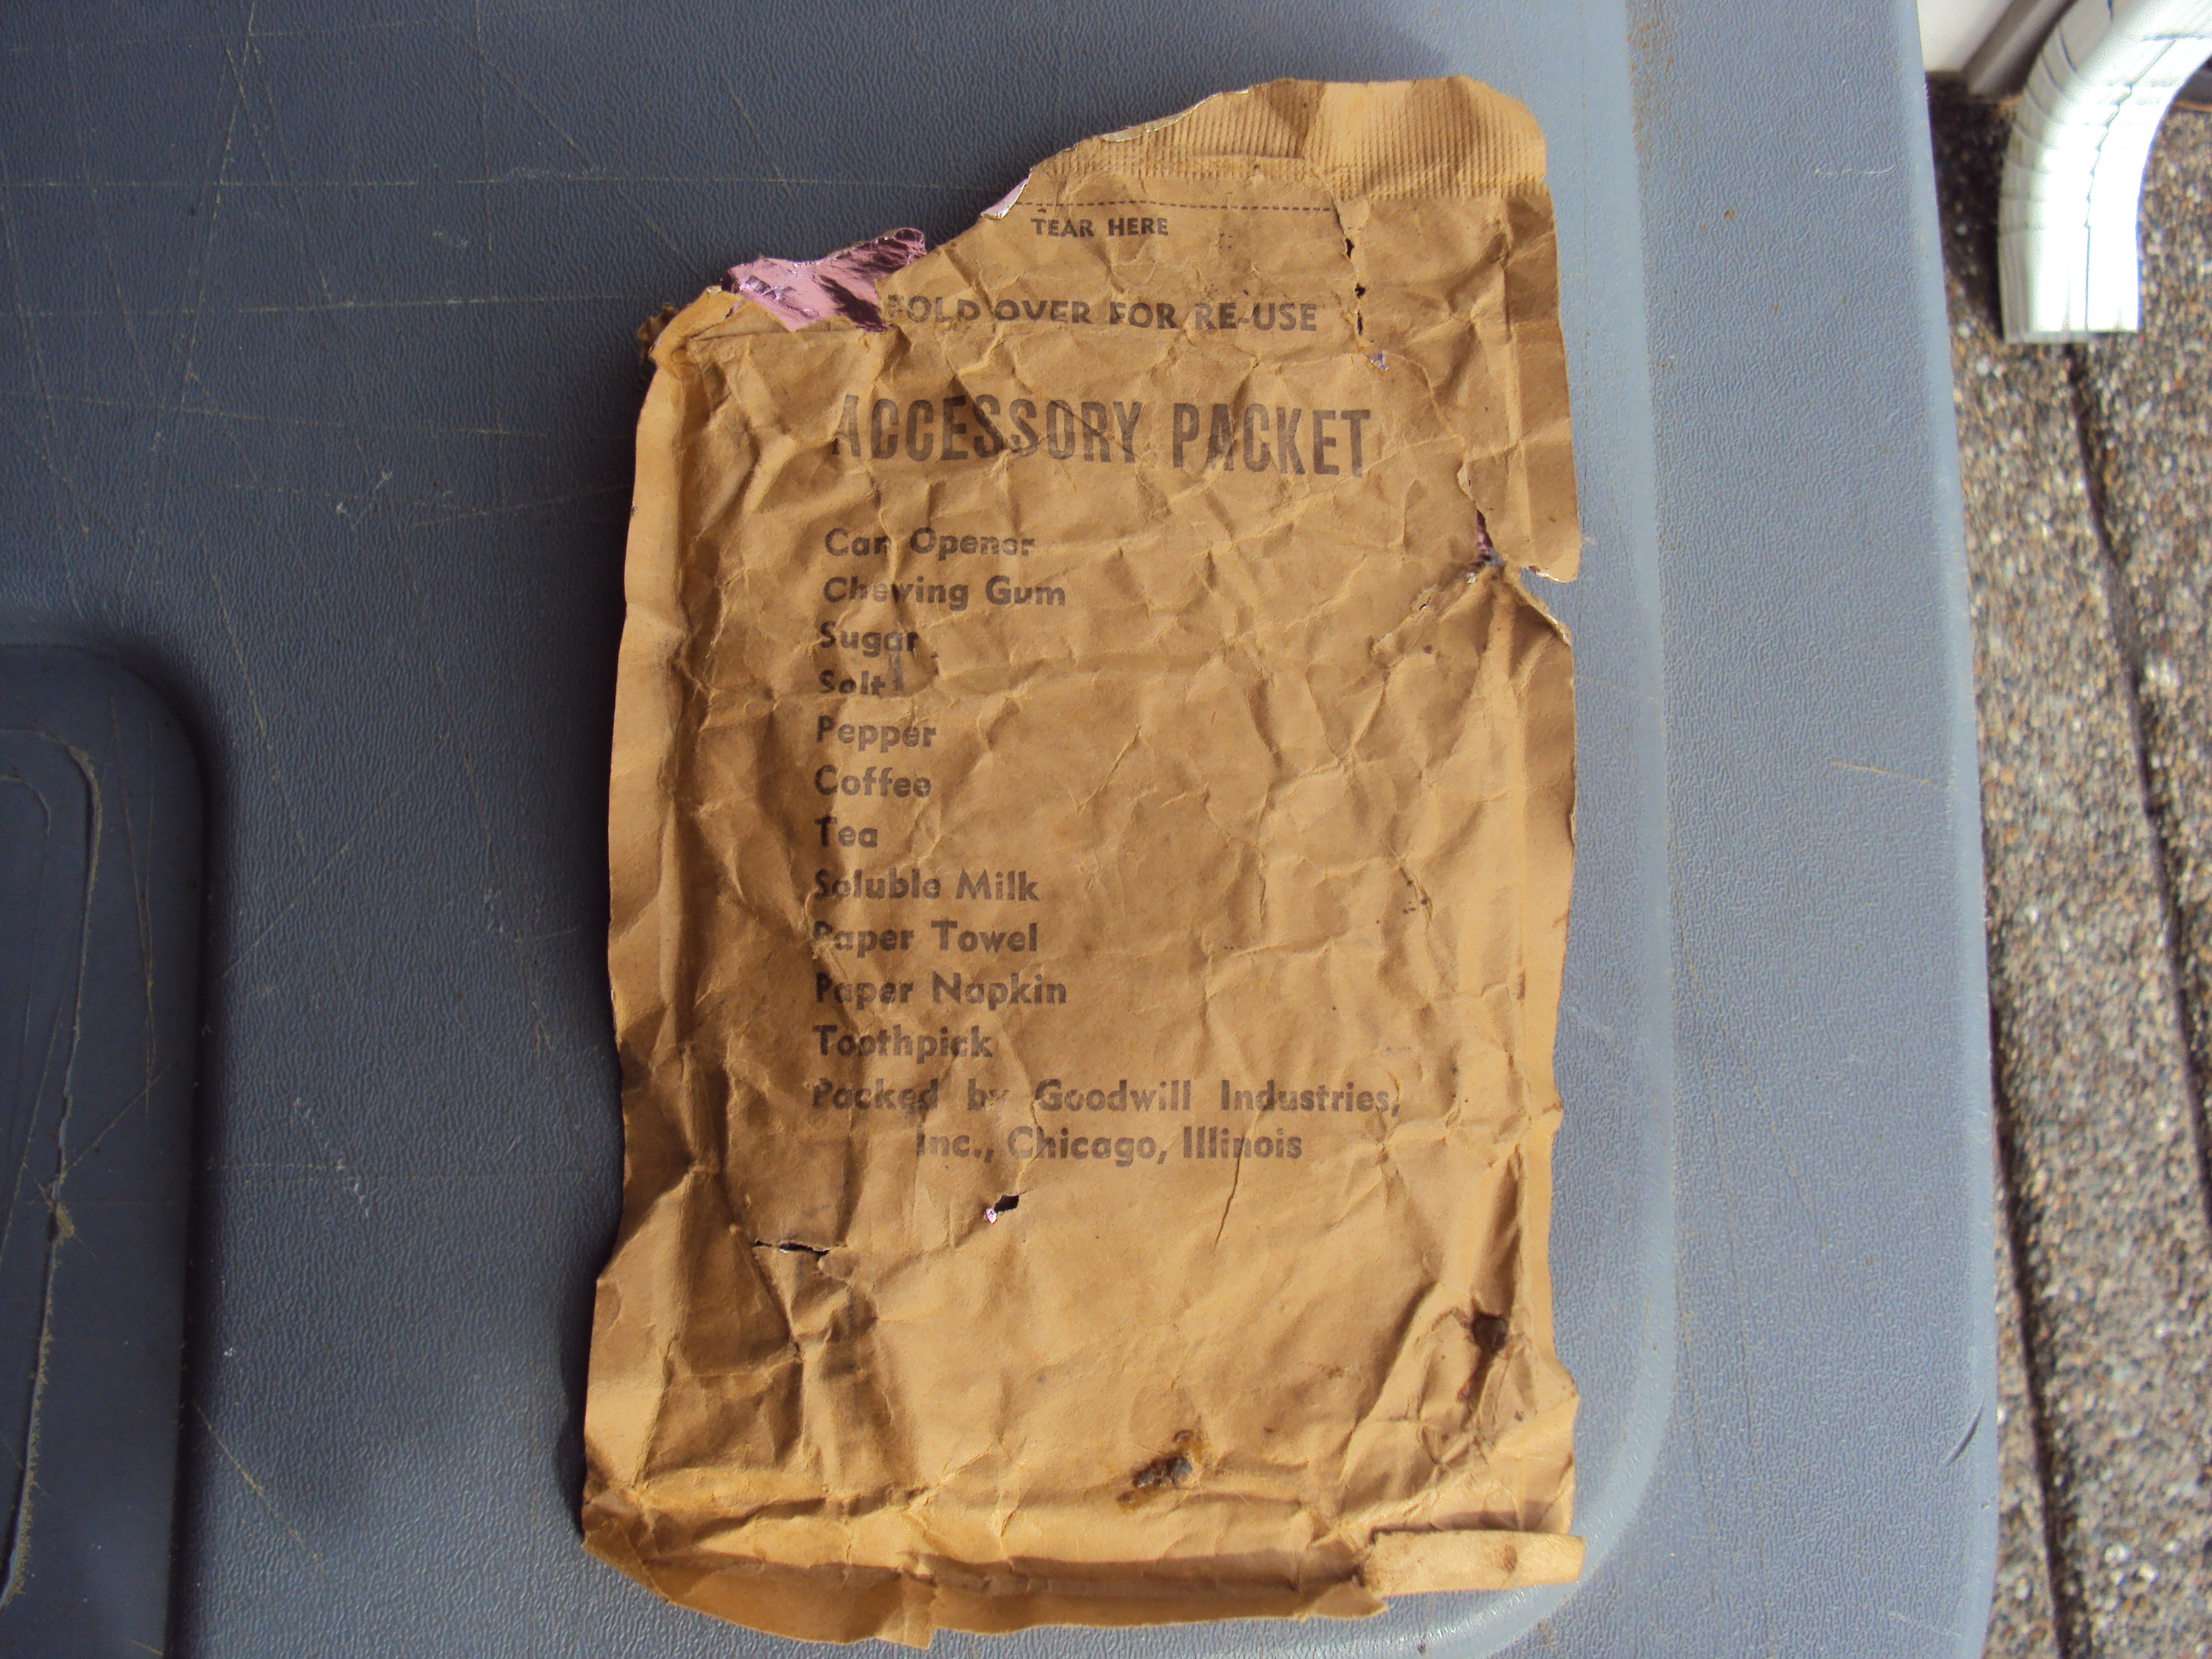 TEAR HERE
FOLD OVER FOR RE-USE
ACCESSORY PACKET
Can Opener
Chewing Gum
Sugar
Salt
Pepper
Coffee
Tea
Soluble Milk
Paper Towel
Paper Napkin
Toothpick
Packed by Goodwill Industries,
Inc., Chicago, Illinois